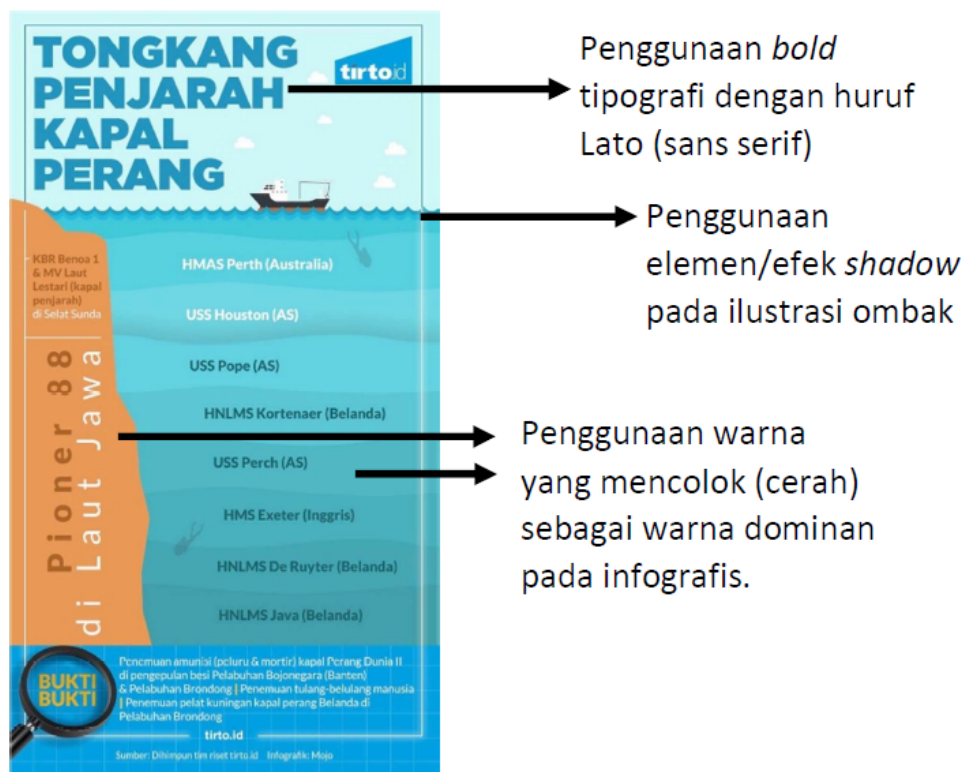 TONGKANG
PENJARAH
KAPAL
PERANG
tirto.id
KBR Benoa 1
& MV Laut
Lestari (kapal
penjarah)
di Selat Sunda
Pioner 88
di Laut Jawa
HMAS Perth (Australia)
USS Houston (AS)
USS Pope (AS)
HNLMS Kortenaer (Belanda)
USS Perch (AS)
HMS Exeter (Inggris)
HNLMS De Ruyter (Belanda)
HNLMS Java (Belanda)
BUKTI
BUKTI
Penemuan amunisi (peluru & mortir) kapal Perang Dunia II
di pengepulan besi Pelabuhan Bojonegara (Banten)
& Pelabuhan Brondong | Penemuan tulang-belulang manusia
| Penemuan pelat kuningan kapal perang Belanda di
Pelabuhan Brondong
tirto.id
Sumber: Dihimpun tim riset tirto.id Infografik: Mojo
Penggunaan bold
tipografi dengan huruf
Lato (sans serif)
Penggunaan
elemen/efek shadow
pada ilustrasi ombak
Penggunaan warna
yang mencolok (cerah)
sebagai warna dominan
pada infografis.